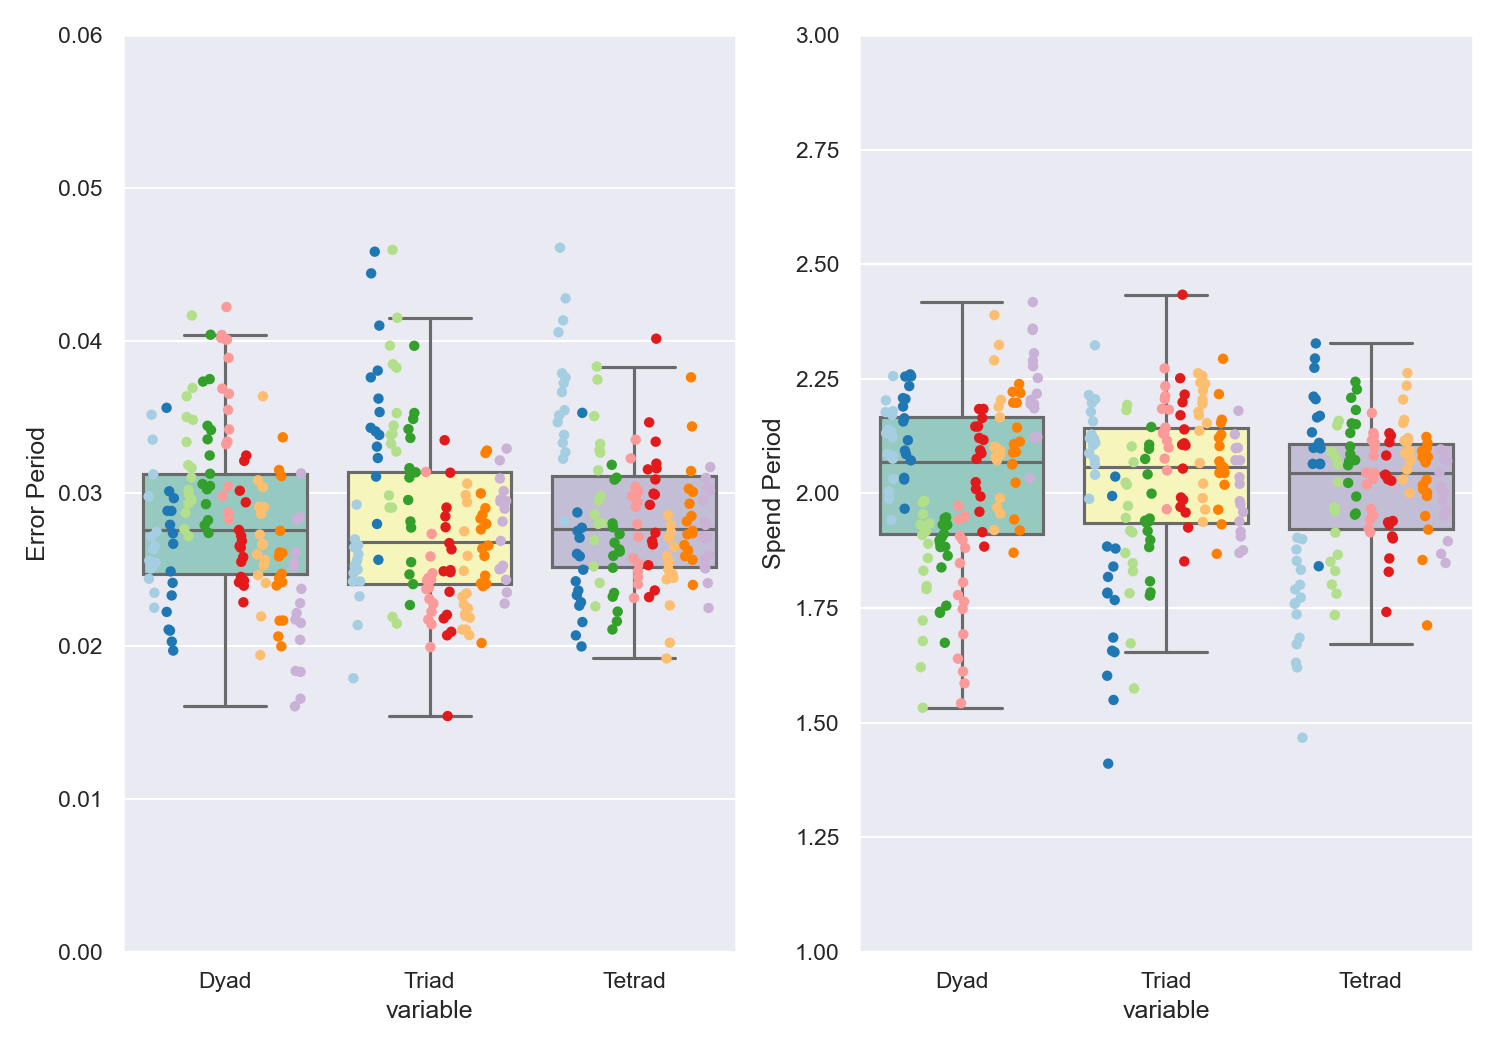 0.06
0.05
0.04
0.03
0.02
0.01
0.00
Error Period
Dyad
Triad
Tetrad
variable
3.00
2.75
2.50
2.25
2.00
1.75
1.50
1.25
1.00
Spend Period
Dyad
Triad
Tetrad
variable